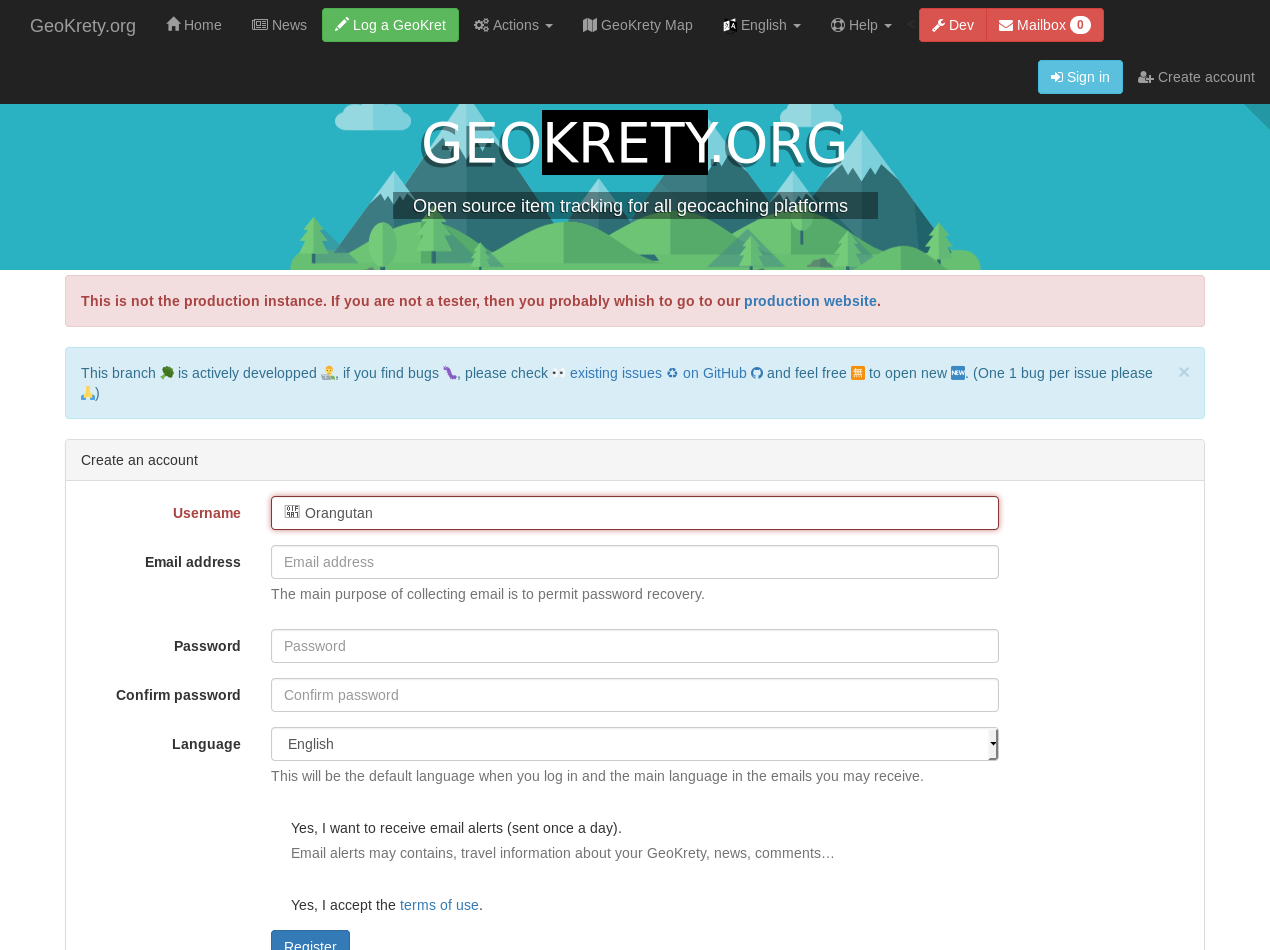 GeoKrety.org Home News Log a GeoKret Actions GeoKrety Map English Help Dev Mailbox 0
Sign in Create account
GEOKRETY.ORG
Open source item tracking for all geocaching platforms
This is not the production instance. If you are not a tester, then you probably whish to go to our production website.
This branch 🥦 is actively developped 👨‍💻, if you find bugs 🐛, please check 👀 existing issues ♻ on GitHub and feel free 🈚 to open new 🆕. (One 1 bug per issue please ×
🙏)
Create an account
Username Orangutan
Email address Email address
The main purpose of collecting email is to permit password recovery.
Password Password
Confirm password Confirm password
Language English
This will be the default language when you log in and the main language in the emails you may receive.
Yes, I want to receive email alerts (sent once a day).
Email alerts may contains, travel information about your GeoKrety, news, comments…
Yes, I accept the terms of use.
Register